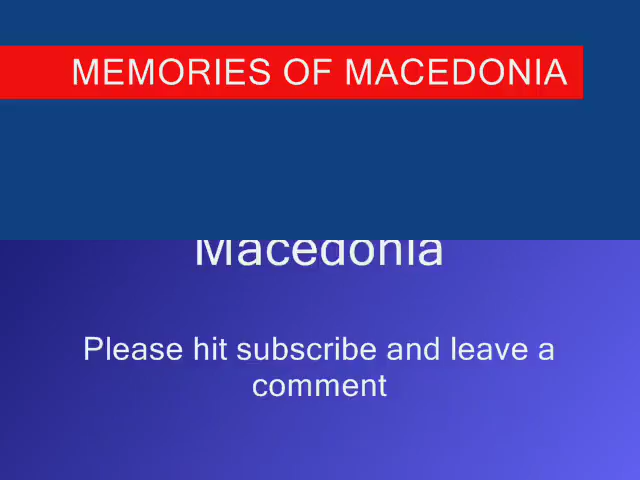 MEMORIES OF MACEDONIA
Macedonia
Please hit subscribe and leave a
comment